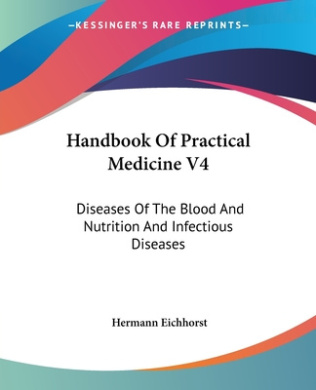 KESSINGER'S RARE REPRINTS
Handbook Of Practical
Medicine V4
Diseases Of The Blood And
Nutrition And Infectious
Diseases
Hermann Eichhorst